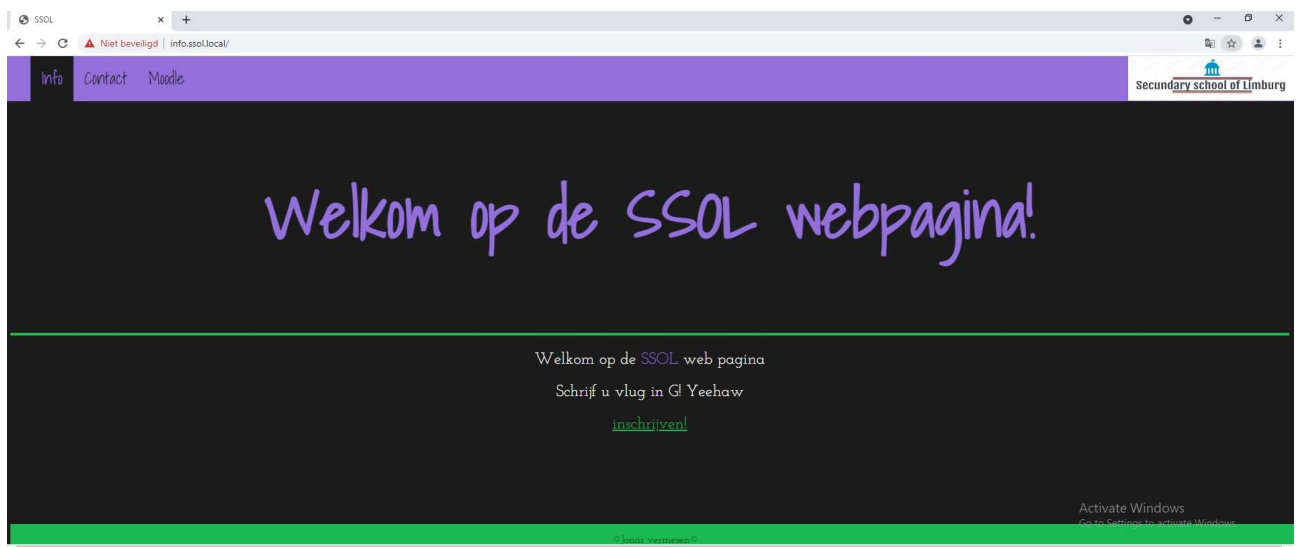 SSOL
Niet beveiligd | info.ssol.local/
Info Contact Moodle
Secundary school of Limburg
Welkom op de SSOL webpagina!
Welkom op de SSOL web pagina
Schrijf u vlug in G! Yeehaw
inschrijven!
Activate Windows
Go to Settings to activate Windows.
©Jonas vermesen©